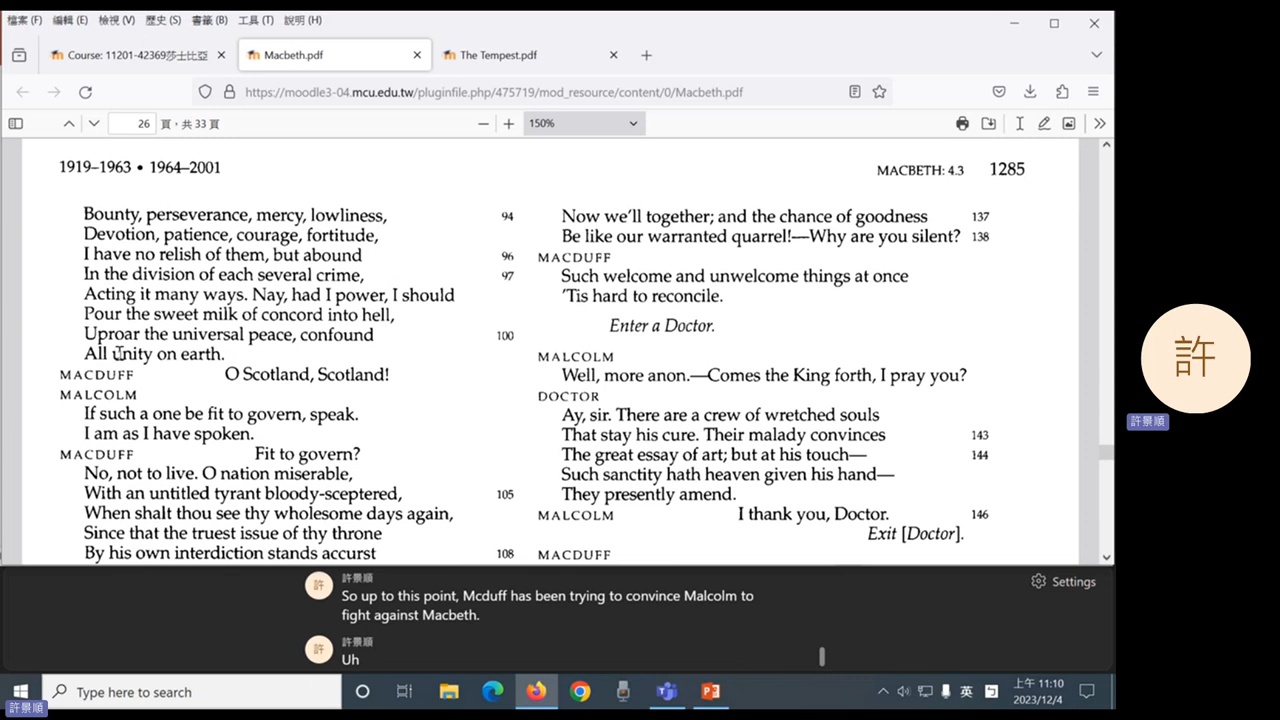 檔案 (F) 編輯 (E) 檢視 (V) 歷史 (S) 書籤 (B) 工具 (T) 說明 (H)
Course: 11201-42369莎士比亞
Macbeth.pdf
The Tempest.pdf
https://moodle3-04.mcu.edu.tw/pluginfile.php/475719/mod_resource/content/0/Macbeth.pdf
26 頁，共 33 頁
150%
1919–1963 • 1964–2001
MACBETH: 4.3 1285
Bounty, perseverance, mercy, lowliness, 94
Devotion, patience, courage, fortitude,
I have no relish of them, but abound 96
In the division of each several crime, 97
Acting it many ways. Nay, had I power, I should
Pour the sweet milk of concord into hell,
Uproar the universal peace, confound 100
All unity on earth.
MACDUFF O Scotland, Scotland!
MALCOLM
If such a one be fit to govern, speak.
I am as I have spoken.
MACDUFF Fit to govern?
No, not to live. O nation miserable,
With an untitled tyrant bloody-sceptered, 105
When shalt thou see thy wholesome days again,
Since that the truest issue of thy throne
By his own interdiction stands accurst 108
Now we'll together; and the chance of goodness 137
Be like our warranted quarrel!—Why are you silent? 138
MACDUFF
Such welcome and unwelcome things at once
'Tis hard to reconcile.
Enter a Doctor.
MALCOLM
Well, more anon.—Comes the King forth, I pray you?
DOCTOR
Ay, sir. There are a crew of wretched souls
That stay his cure. Their malady convinces 143
The great essay of art; but at his touch— 144
Such sanctity hath heaven given his hand—
They presently amend.
MALCOLM I thank you, Doctor. 146
Exit [Doctor].
MACDUFF
許
許景順
許
許景順
So up to this point, Mcduff has been trying to convince Malcolm to
fight against Macbeth.
許
許景順
Uh
Settings
Type here to search
英
上午 11:10
2023/12/4
許景順